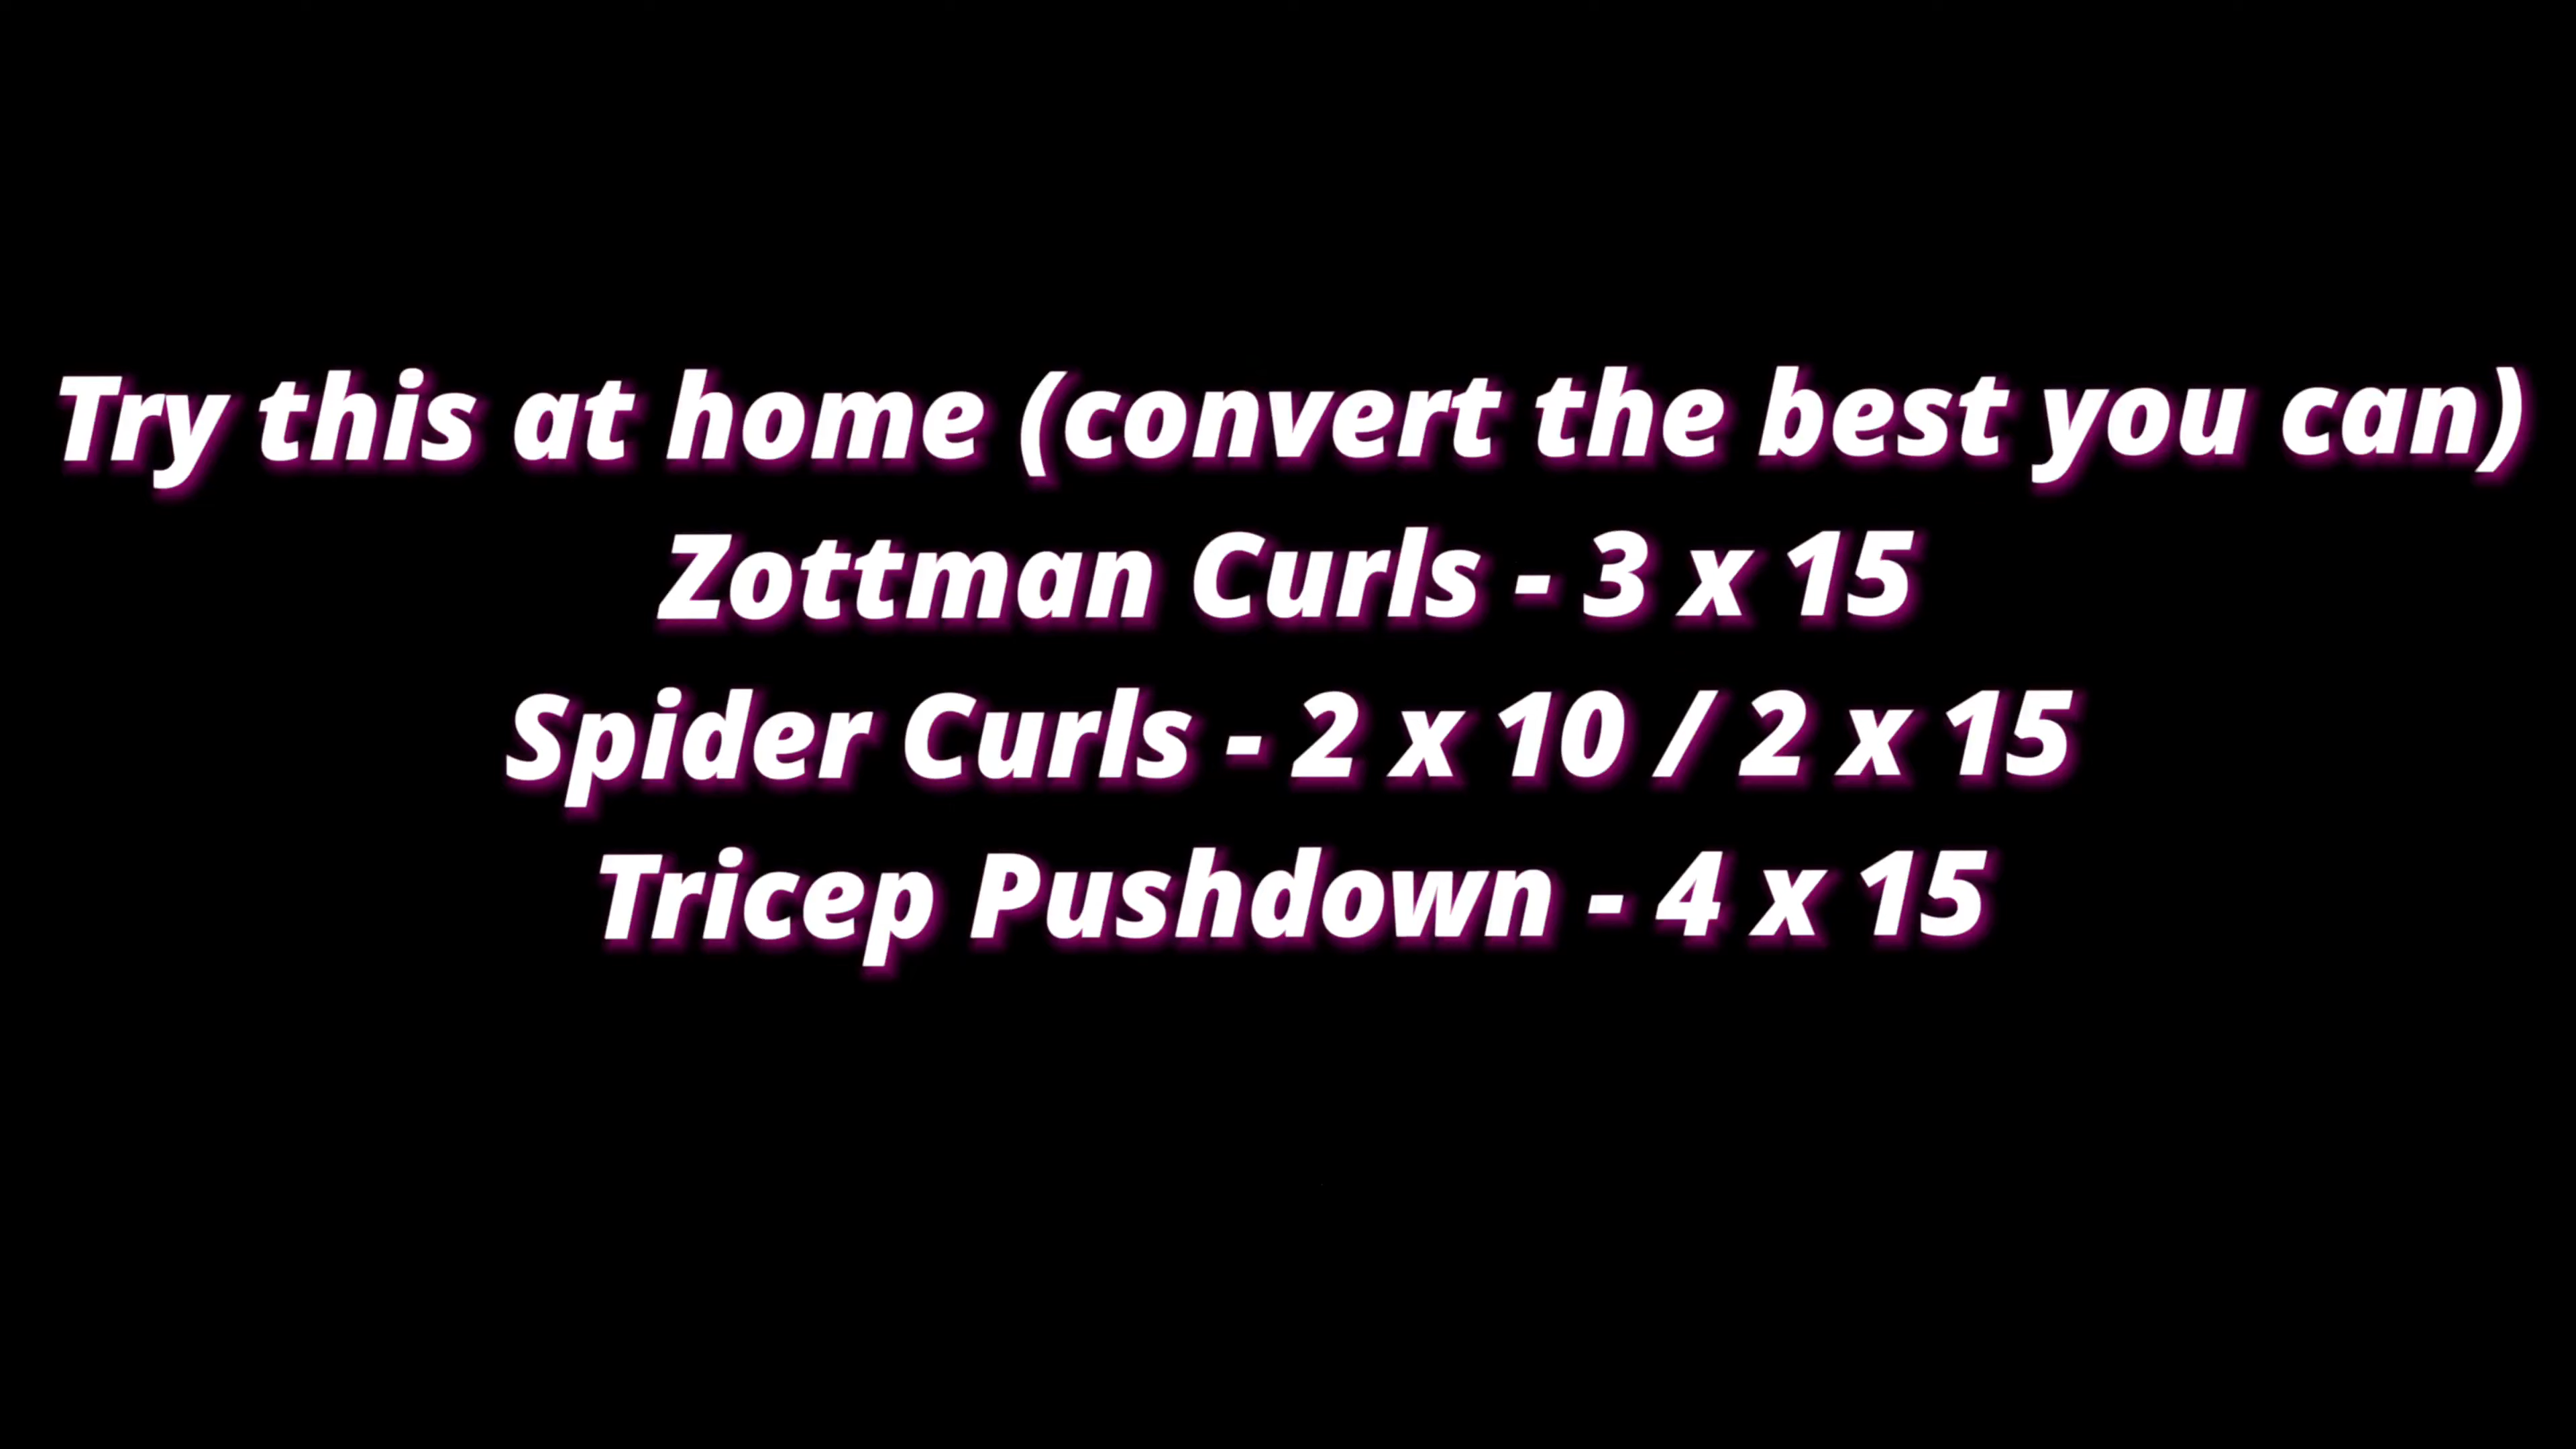 Try this at home (convert the best you can)
Zottman Curls - 3 x 15
Spider Curls - 2 x 10 / 2 x 15
Tricep Pushdown - 4 x 15